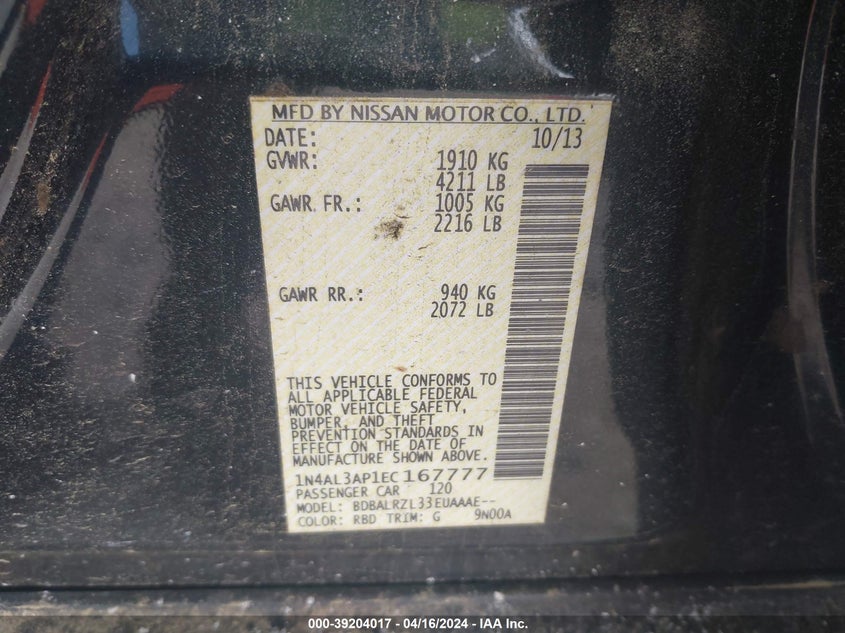 MFD BY NISSAN MOTOR CO., LTD.
DATE: 10/13
GVWR: 1910 KG
4211 LB
GAWR FR.: 1005 KG
2216 LB
GAWR RR.: 940 KG
2072 LB
THIS VEHICLE CONFORMS TO
ALL APPLICABLE FEDERAL
MOTOR VEHICLE SAFETY,
BUMPER, AND THEFT
PREVENTION STANDARDS IN
EFFECT ON THE DATE OF
MANUFACTURE SHOWN ABOVE.
1N4AL3AP1EC167777
PASSENGER CAR 120
MODEL: BDBALRZL33EUAAAE--
COLOR: RBD TRIM: G 9N00A
000-39204017 - 04/16/2024 - IAA Inc.